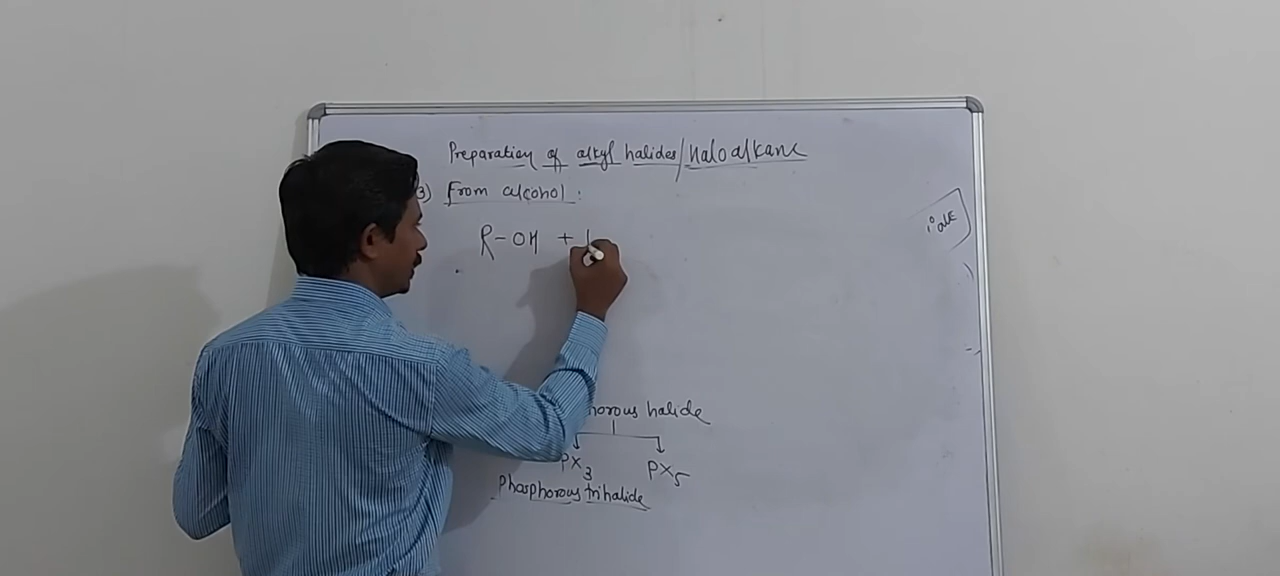 Preparation of alkyl halides/Haloalkane
3) From alcohol:
R-OH +
horous halide
PX3 PX5
Phosphorous trihalide